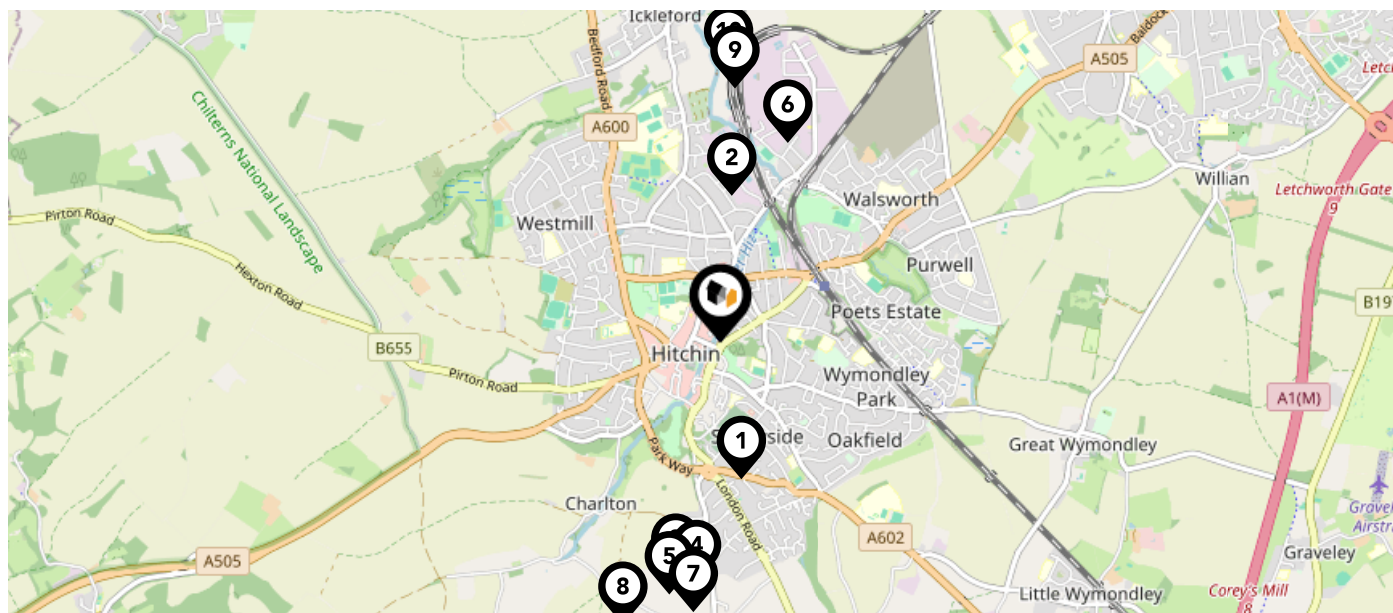 Ickleford
9
6
2
Bedford Road
A600
A505
Baldock
10
Willian
Letchworth Gate
9
Chilterns National Landscape
Pirton Road
Hexton Road
Westmill
Walsworth
Purwell
Poets Estate
B655
Pirton Road
Hitchin
Wymondley
Park
A1(M)
1
Oakfield
Great Wymondley
Park Way
London Road
Charlton
A505
A602
4
5
7
8
Little Wymondley
Graveley
Corey's Mill
8